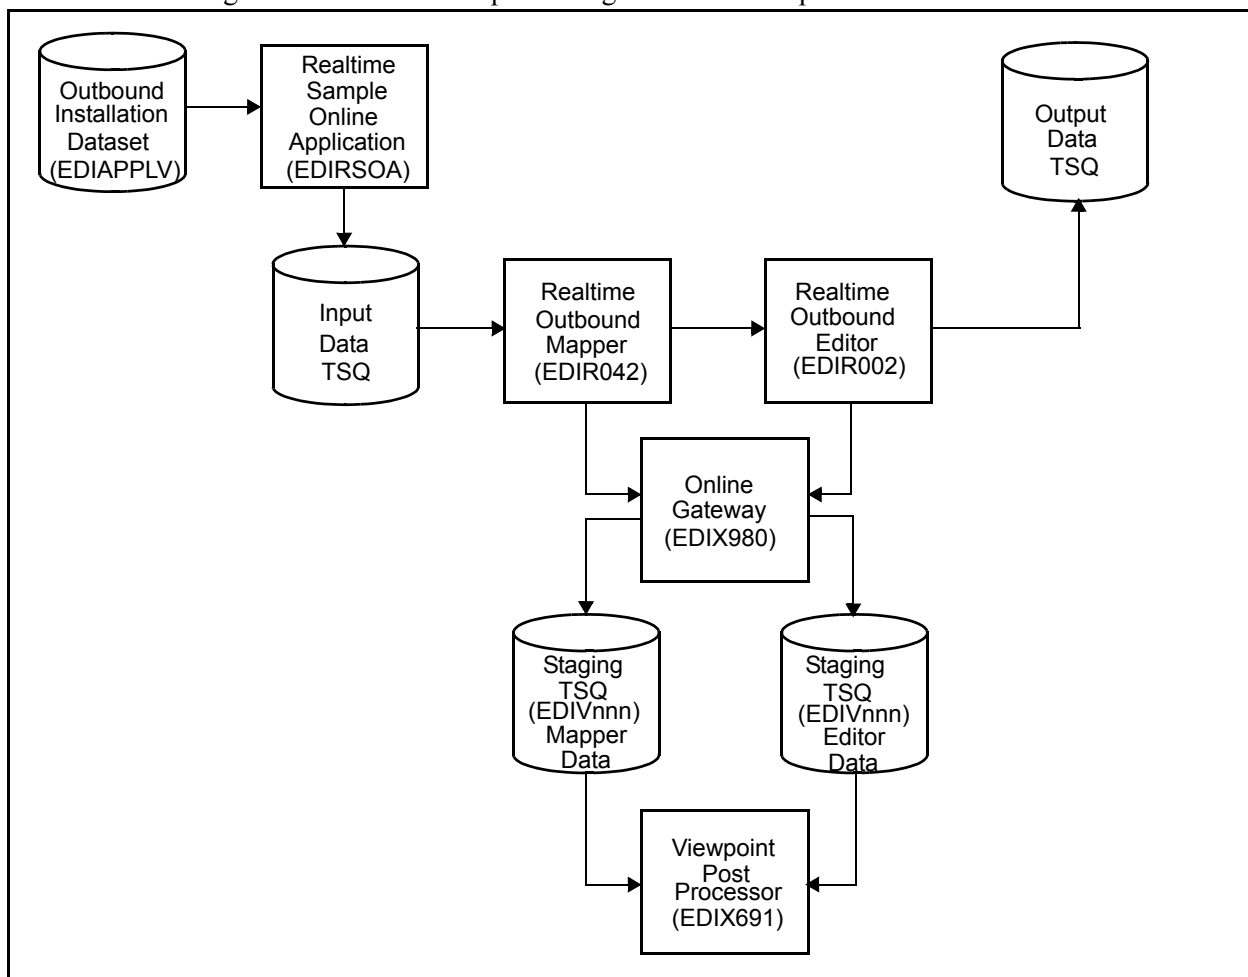 Outbound
Installation
Dataset
(EDIAPPLV)
Realtime
Sample
Online
Application
(EDIRSOA)
Output
Data
TSQ
Input
Data
TSQ
Realtime
Outbound
Mapper
(EDIR042)
Realtime
Outbound
Editor
(EDIR002)
Online
Gateway
(EDIX980)
Staging
TSQ
(EDIVnnn)
Mapper
Data
Staging
TSQ
(EDIVnnn)
Editor
Data
Viewpoint
Post
Processor
(EDIX691)